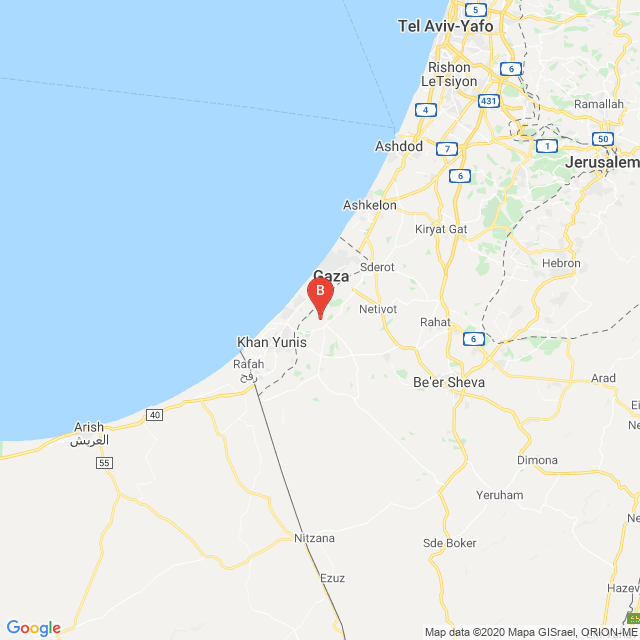 5
Tel Aviv-Yafo
Rishon
LeTsiyon
6
431
Ramallah
4
50
Ashdod
7
1
Jerusalem
6
Ashkelon
Kiryat Gat
Hebron
Sderot
Gaza
B
Netivot
Rahat
Khan Yunis
6
Rafah
رفح
Be'er Sheva
Arad
40
Arish
العريش
55
Dimona
Yeruham
Nitzana
Sde Boker
Ezuz
Hazev
Google
Map data ©2020 Mapa GISrael, ORION-ME